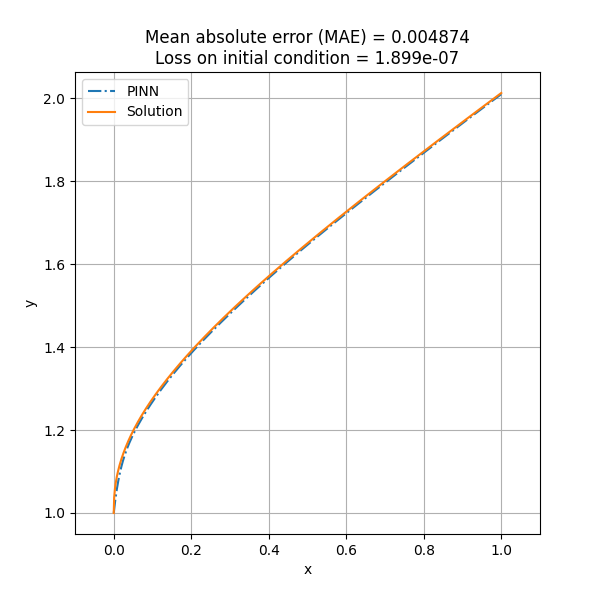 Mean absolute error (MAE) = 0.004874
Loss on initial condition = 1.899e-07
PINN
Solution
2.0
1.8
1.6
1.4
1.2
1.0
y
0.0 0.2 0.4 0.6 0.8 1.0
x